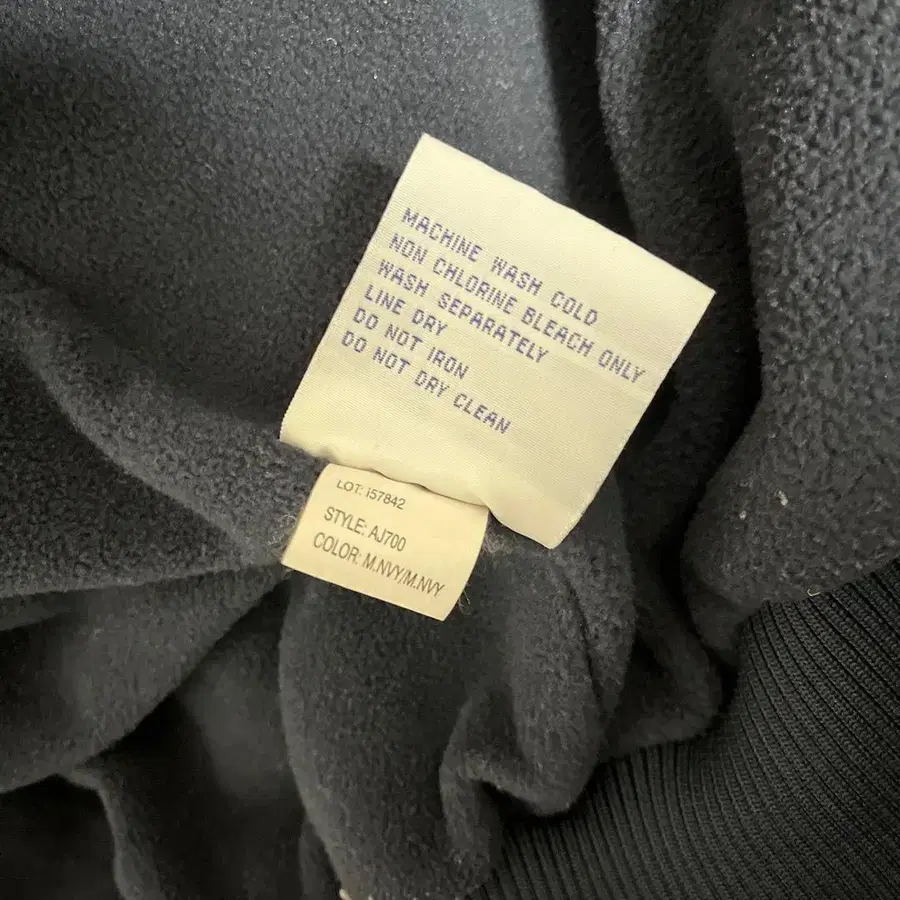 MACHINE WASH COLD
NON CHLORINE BLEACH ONLY
WASH SEPARATELY
LINE DRY
DO NOT IRON
DO NOT DRY CLEAN
LOT: I57842
STYLE: AJ700
COLOR: M.NVY/M.NVY